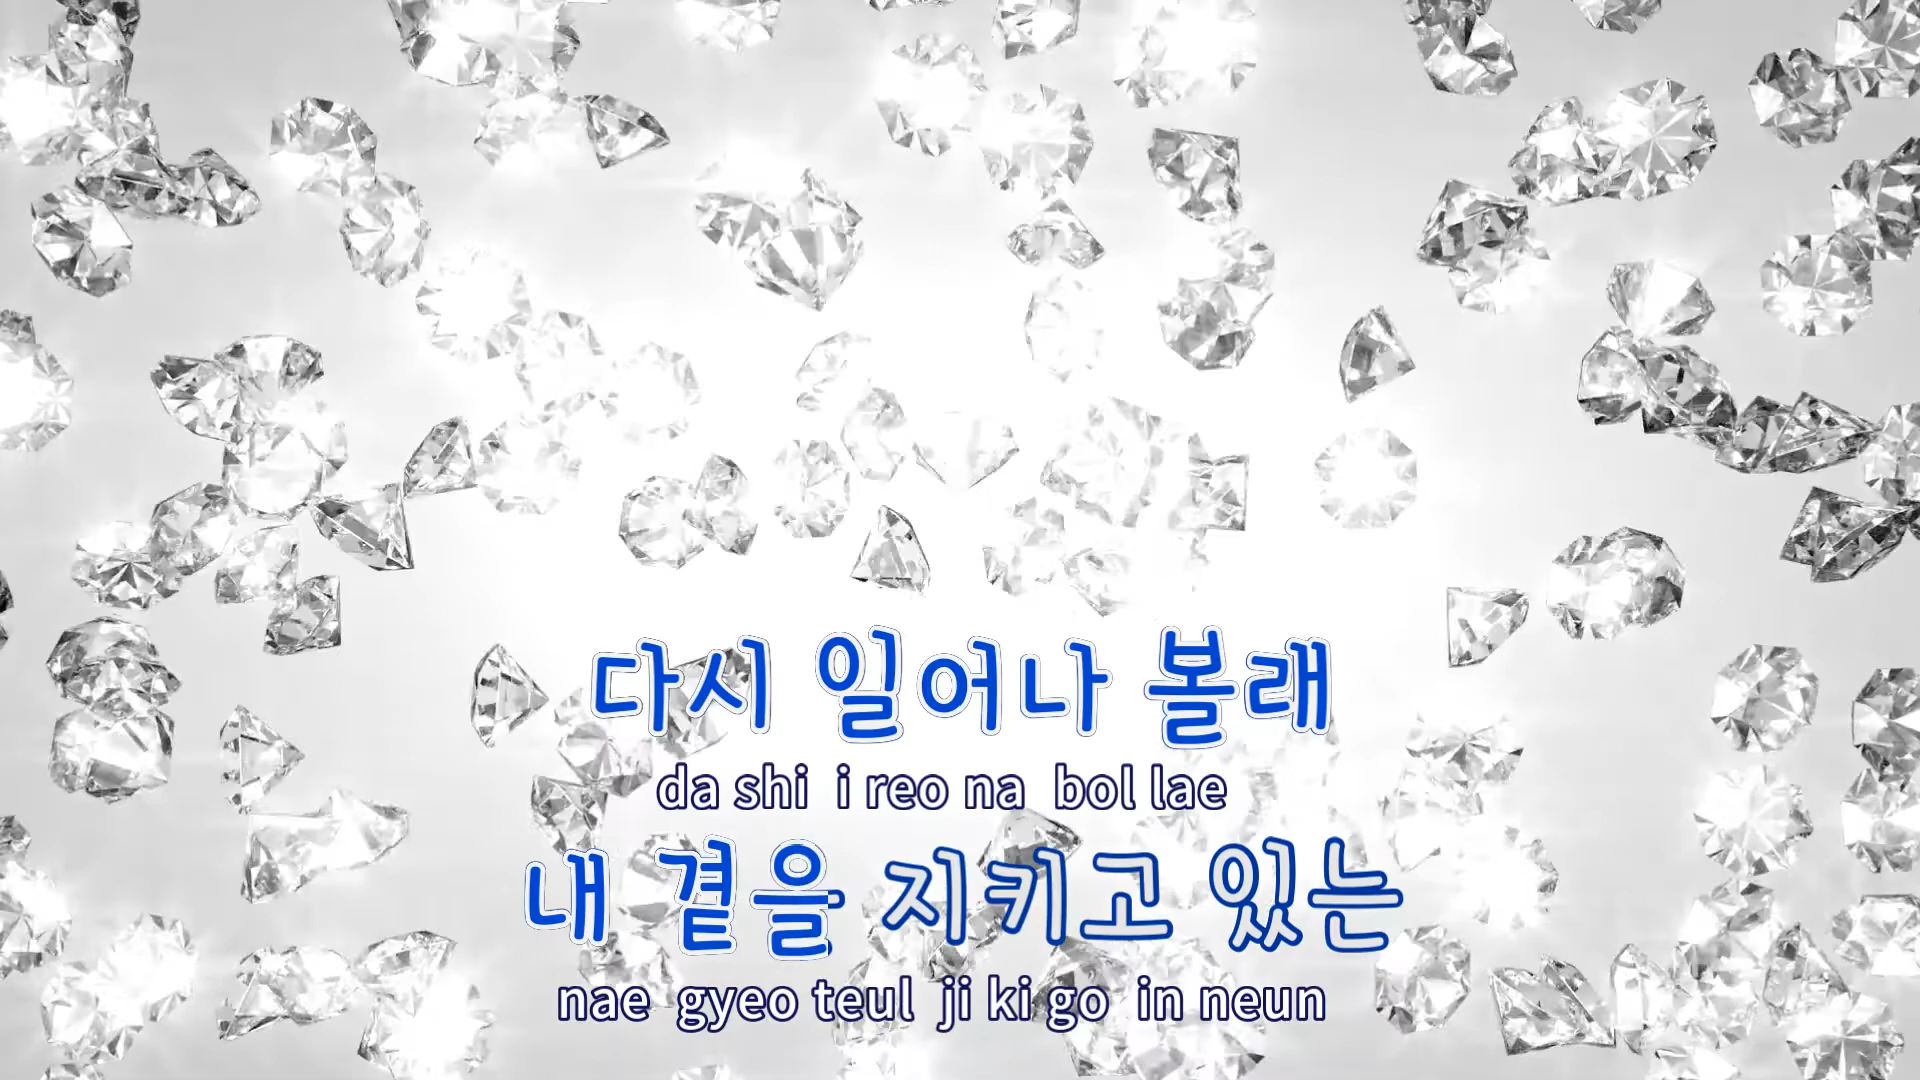 다시 일어나 볼래
da shi i reo na bol lae
내 곁을 지키고 있는
nae gyeo teul ji ki go in neun